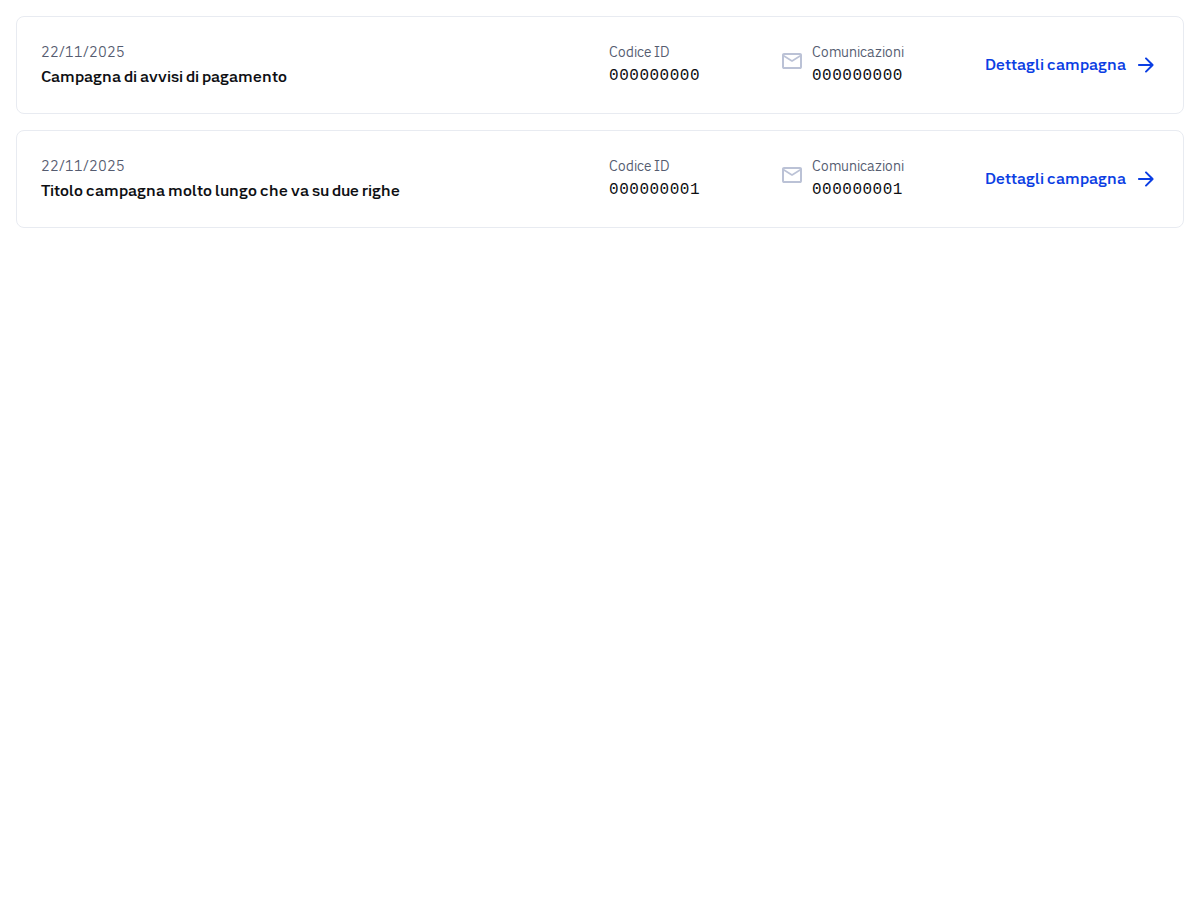 22/11/2025
Campagna di avvisi di pagamento
Codice ID
000000000
Comunicazioni
000000000
Dettagli campagna
22/11/2025
Titolo campagna molto lungo che va su due righe
Codice ID
000000001
Comunicazioni
000000001
Dettagli campagna